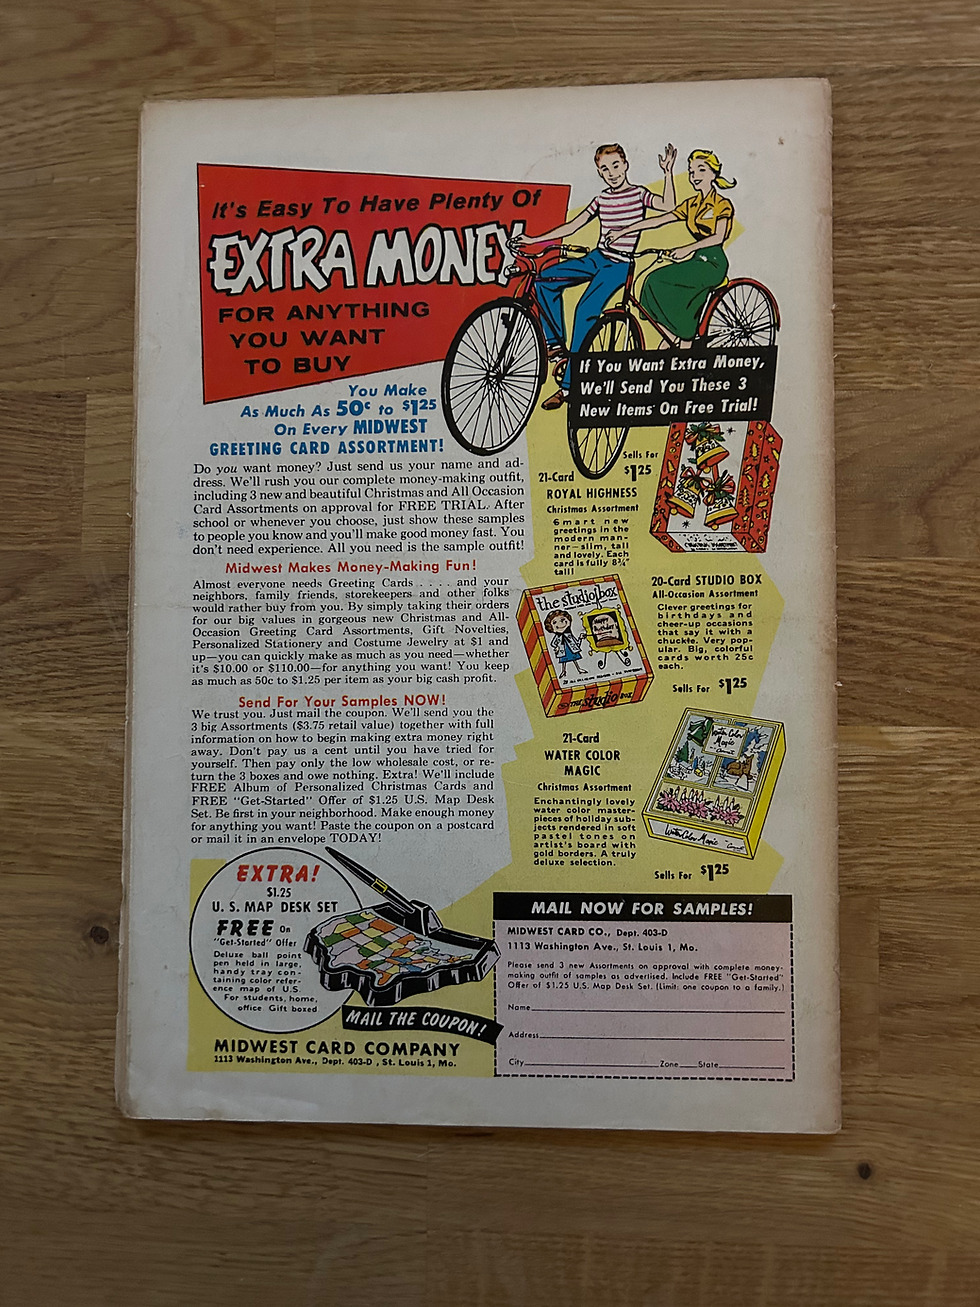 It's Easy To Have Plenty Of
EXTRA MONEY
FOR ANYTHING
YOU WANT
TO BUY
You Make
As Much As 50c to $1.25
On Every MIDWEST
GREETING CARD ASSORTMENT!
Do you want money? Just send us your name and ad-
dress. We'll rush you our complete money-making outfit,
including 3 new and beautiful Christmas and All Occasion
Card Assortments on approval for FREE TRIAL. After
school or whenever you choose, just show these samples
to people you know and you'll make good money fast. You
don't need experience. All you need is the sample outfit!
Midwest Makes Money-Making Fun!
Almost everyone needs Greeting Cards . . . . and your
neighbors, family friends, storekeepers and other folks
would rather buy from you. By simply taking their orders
for our big values in gorgeous new Christmas and All-
Occasion Greeting Card Assortments, Gift Novelties,
Personalized Stationery and Costume Jewelry at $1 and
up—you can quickly make as much as you need—whether
it's $10.00 or $110.00—for anything you want! You keep
as much as 50c to $1.25 per item as your big cash profit.
Send For Your Samples NOW!
We trust you. Just mail the coupon. We'll send you the
3 big Assortments ($3.75 retail value) together with full
information on how to begin making extra money right
away. Don't pay us a cent until you have tried for
yourself. Then pay only the low wholesale cost, or re-
turn the 3 boxes and owe nothing. Extra! We'll include
FREE Album of Personalized Christmas Cards and
FREE "Get-Started" Offer of $1.25 U.S. Map Desk
Set. Be first in your neighborhood. Make enough money
for anything you want! Paste the coupon on a postcard
or mail it in an envelope TODAY!
If You Want Extra Money,
We'll Send You These 3
New Items On Free Trial!
Sells For
$1.25
21-Card
ROYAL HIGHNESS
Christmas Assortment
Smart new
greetings in the
modern man-
ner—slim, tall
and lovely. Each
card is fully 8¾"
tall!
the studio box
Happy Birthday
the studio BOX
20-Card STUDIO BOX
All-Occasion Assortment
Clever greetings for
birthdays and
cheer-up occasions
that say it with a
chuckle. Very pop-
ular. Big, colorful
cards worth 25c
each.
Sells For $1.25
21-Card
WATER COLOR
MAGIC
Christmas Assortment
Enchantingly lovely
water color master-
pieces of holiday sub-
jects rendered in soft
pastel tones on
artist's board with
gold borders. A truly
deluxe selection.
Water Color
Magic
Water Color Magic
Sells For $1.25
EXTRA!
$1.25
U. S. MAP DESK SET
FREE On
"Get-Started" Offer
Deluxe ball point
pen held in large,
handy tray con-
taining color refer-
ence map of U.S.
For students, home,
office. Gift boxed
MAIL THE COUPON!
MIDWEST CARD COMPANY
1113 Washington Ave., Dept. 403-D , St. Louis 1, Mo.
MAIL NOW FOR SAMPLES!
MIDWEST CARD CO., Dept. 403-D
1113 Washington Ave., St. Louis 1, Mo.
Please send 3 new Assortments on approval with complete money-
making outfit of samples as advertised. Include FREE "Get-Started"
Offer of $1.25 U.S. Map Desk Set. (Limit: one coupon to a family.)
Name
Address
City Zone State